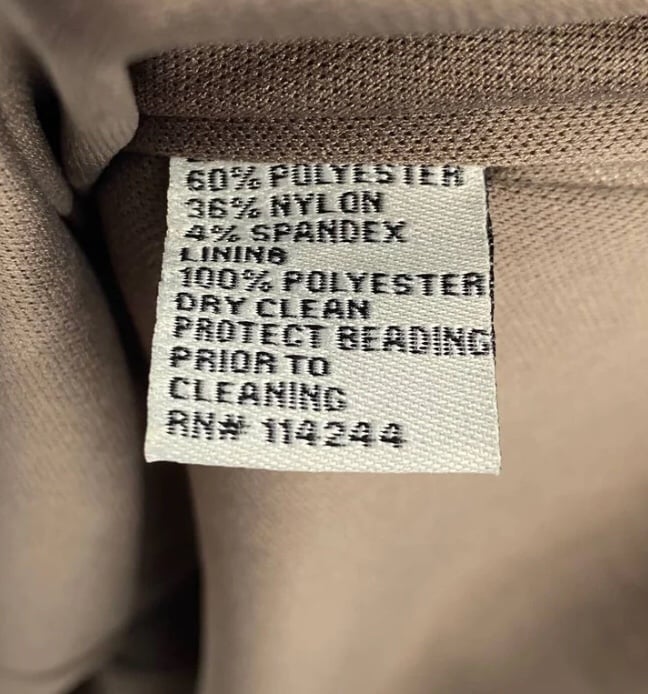 60% POLYESTER
36% NYLON
4% SPANDEX
LINING
100% POLYESTER
DRY CLEAN
PROTECT BEADING
PRIOR TO
CLEANING
RN# 114244